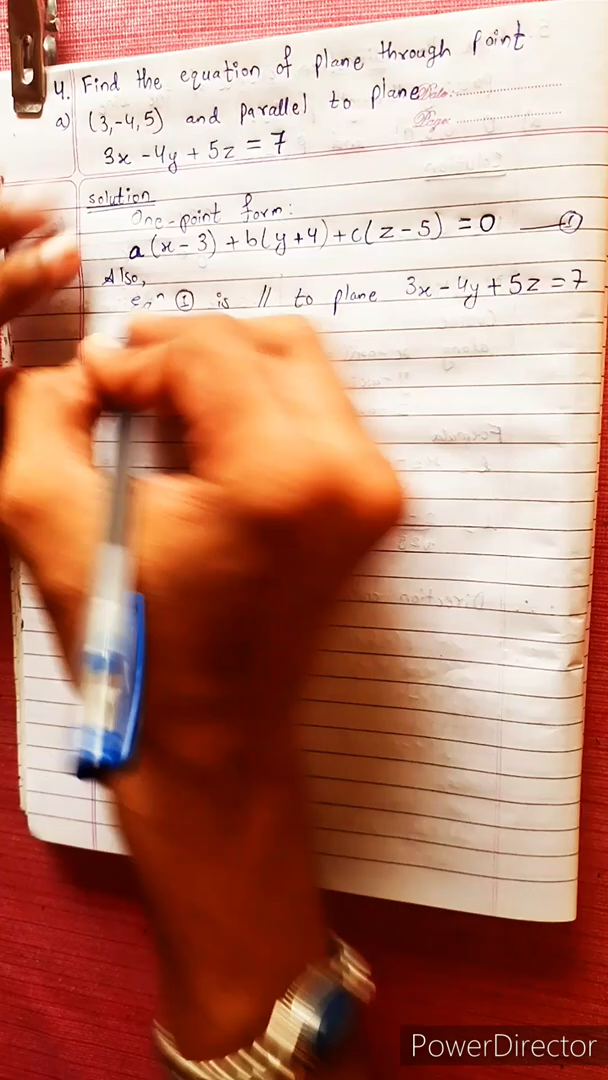 4. Find the equation of plane through point
a) (3,-4,5) and parallel to plane
Date:
Page:
3x - 4y + 5z = 7
solution
One-point form:
a(x-3) + b(y+4) + c(z-5) = 0 — ①
Also,
eqⁿ ① is // to plane 3x - 4y + 5z = 7
PowerDirector